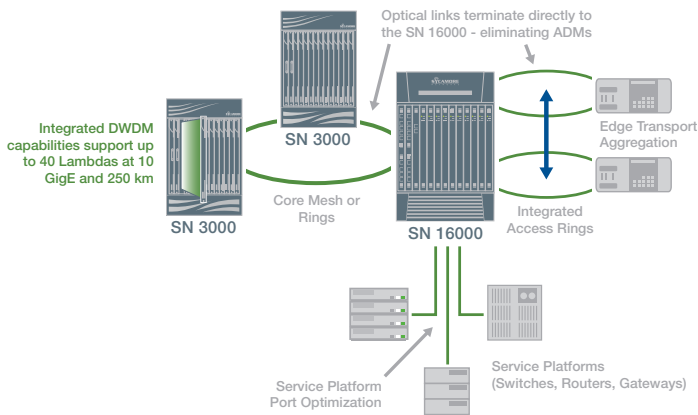 Optical links terminate directly to
the SN 16000 - eliminating ADMs
SYCAMORE
SN 3000
Integrated DWDM
capabilities support up
to 40 Lambdas at 10
GigE and 250 km
Edge Transport
Aggregation
Core Mesh or
Rings
SN 3000
SN 16000
Integrated
Access Rings
Service Platforms
(Switches, Routers, Gateways)
Service Platform
Port Optimization